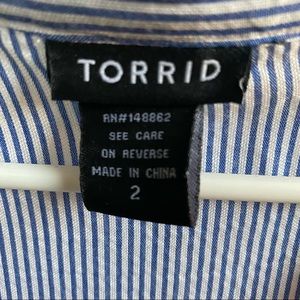 TORRID
RN#148862
SEE CARE
ON REVERSE
MADE IN CHINA
2